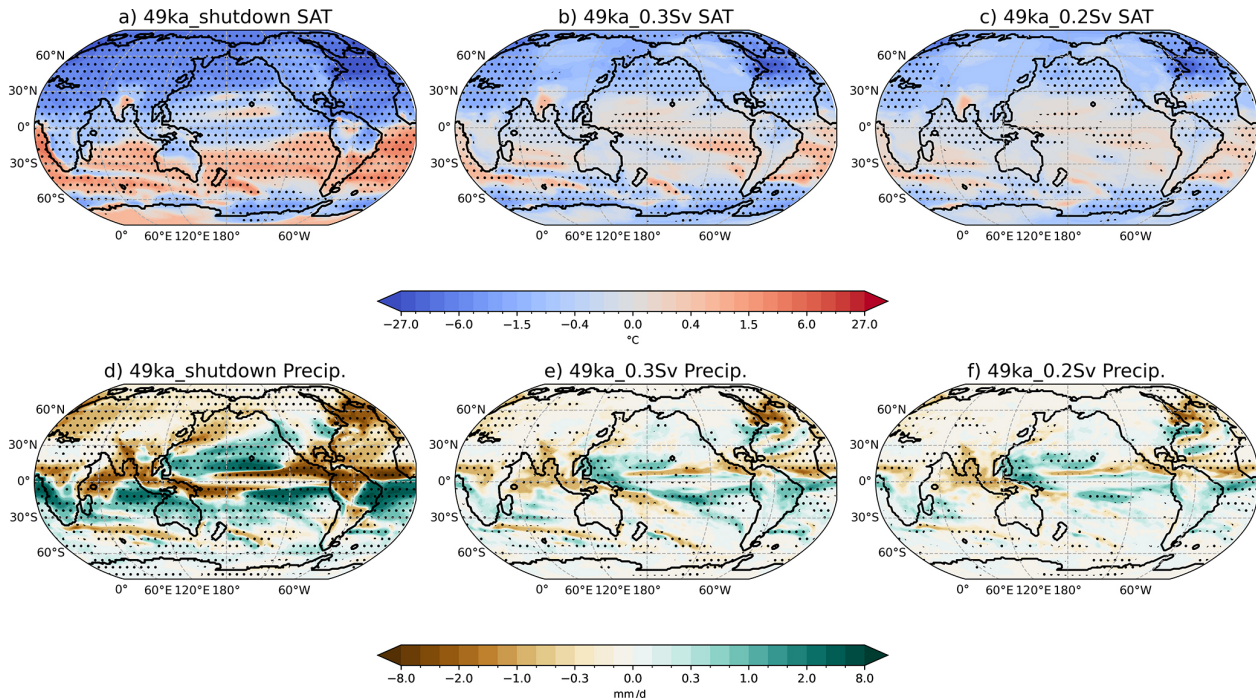 a) 49ka_shutdown SAT
b) 49ka_0.3Sv SAT
c) 49ka_0.2Sv SAT
60°N
30°N
0°
30°S
60°S
0° 60°E 120°E 180° 60°W
60°N
30°N
0°
30°S
60°S
0° 60°E 120°E 180° 60°W
60°N
30°N
0°
30°S
60°S
0° 60°E 120°E 180° 60°W
−27.0 −6.0 −1.5 −0.4 0.0 0.4 1.5 6.0 27.0
°C
d) 49ka_shutdown Precip.
e) 49ka_0.3Sv Precip.
f) 49ka_0.2Sv Precip.
60°N
30°N
0°
30°S
60°S
0° 60°E 120°E 180° 60°W
60°N
30°N
0°
30°S
60°S
0° 60°E 120°E 180° 60°W
60°N
30°N
0°
30°S
60°S
0° 60°E 120°E 180° 60°W
−8.0 −2.0 −1.0 −0.3 0.0 0.3 1.0 2.0 8.0
mm/d